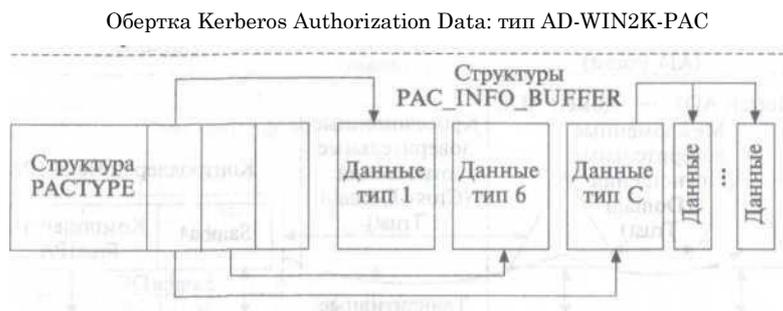 Обертка Kerberos Authorization Data: тип AD-WIN2K-PAC
Структуры
PAC_INFO_BUFFER
Структура
PACTYPE
Данные
тип 1
Данные
тип 6
Данные
тип C
Данные
...
Данные